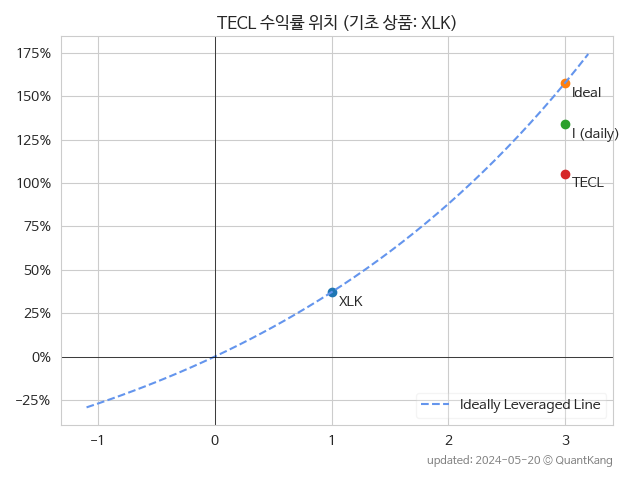 TECL 수익률 위치 (기초 상품: XLK)
175%
150%
125%
100%
75%
50%
25%
0%
−25%
Ideal
I (daily)
TECL
XLK
Ideally Leveraged Line
−1
0
1
2
3
updated: 2024-05-20 © QuantKang